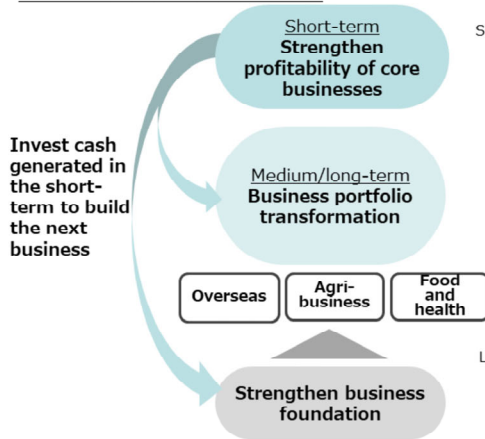 Short-term
Strengthen
profitability of core
businesses
S
Invest cash
generated in
the short-
term to build
the next
business
Medium/long-term
Business portfolio
transformation
Overseas
Agri-
business
Food
and
health
L
Strengthen business
foundation